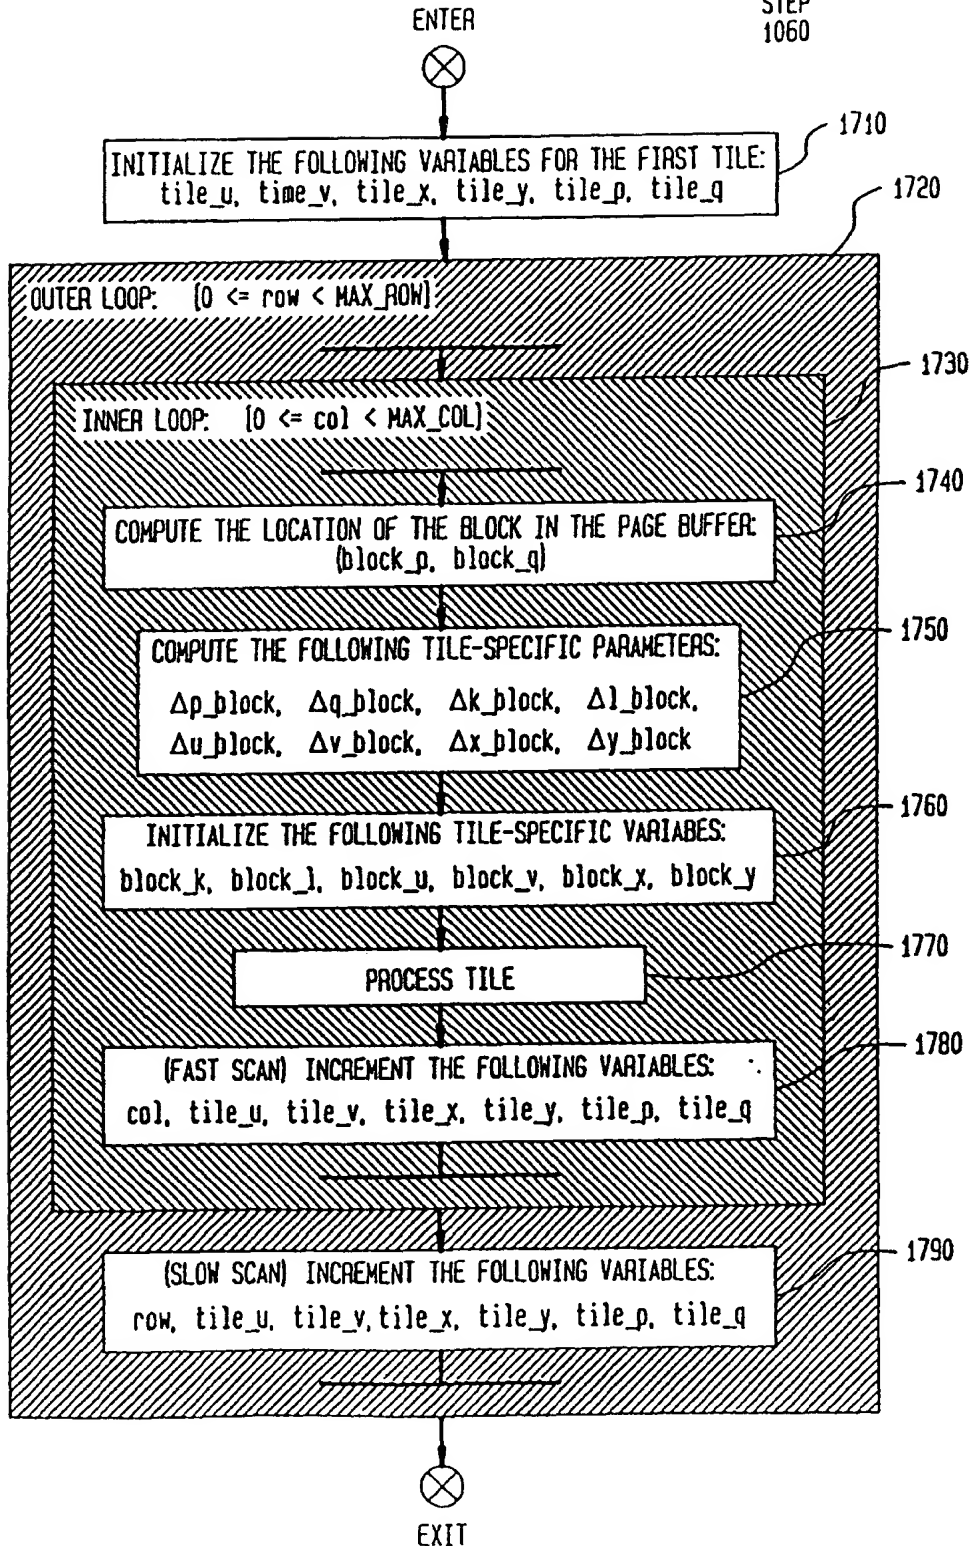 STEP
1060
ENTER
1710
INITIALIZE THE FOLLOWING VARIABLES FOR THE FIRST TILE:
tile_u, time_v, tile_x, tile_y, tile_p, tile_q
1720
OUTER LOOP: (0 <= row < MAX_ROW)
1730
INNER LOOP: (0 <= col < MAX_COL)
1740
COMPUTE THE LOCATION OF THE BLOCK IN THE PAGE BUFFER:
(block_p, block_q)
1750
COMPUTE THE FOLLOWING TILE-SPECIFIC PARAMETERS:
Δp_block, Δq_block, Δk_block, Δl_block,
Δu_block, Δv_block, Δx_block, Δy_block
1760
INITIALIZE THE FOLLOWING TILE-SPECIFIC VARIABES:
block_k, block_l, block_u, block_v, block_x, block_y
1770
PROCESS TILE
1780
(FAST SCAN) INCREMENT THE FOLLOWING VARIABLES:
col, tile_u, tile_v, tile_x, tile_y, tile_p, tile_q
1790
(SLOW SCAN) INCREMENT THE FOLLOWING VARIABLES:
row, tile_u, tile_v, tile_x, tile_y, tile_p, tile_q
EXIT